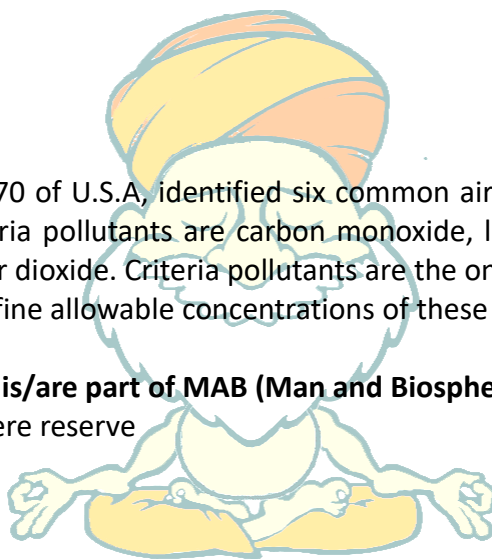 70 of U.S.A, identified six common air
ria pollutants are carbon monoxide, l
r dioxide. Criteria pollutants are the on
fine allowable concentrations of these
is/are part of MAB (Man and Biosphe
ere reserve